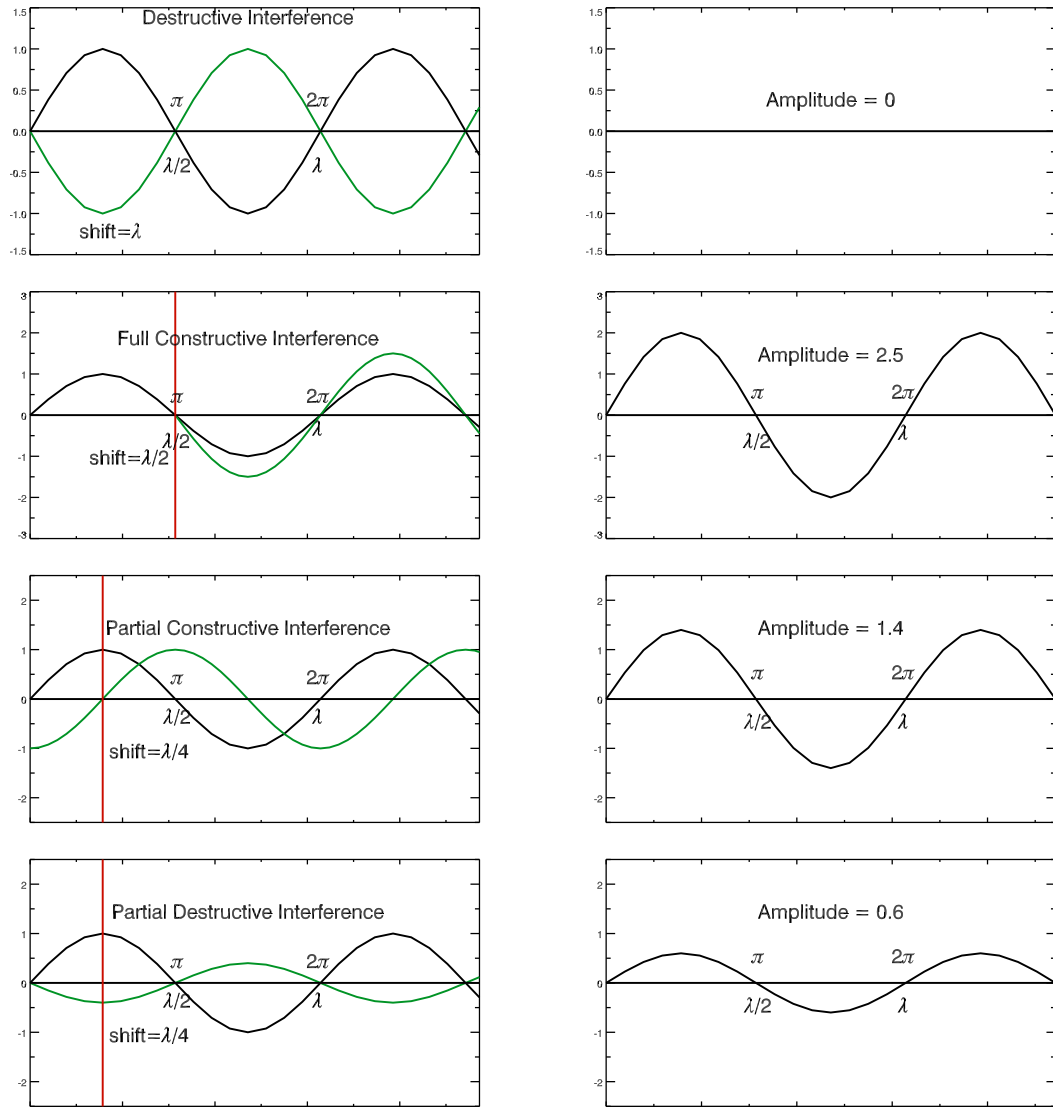 Destructive Interference
1.5
1.0
0.5
0.0
-0.5
-1.0
-1.5
π
2π
λ/2
λ
shift=λ
1.5
1.0
0.5
0.0
-0.5
-1.0
-1.5
Amplitude = 0
Full Constructive Interference
3
2
1
0
-1
-2
-3
π
2π
λ/2
λ
shift=λ/2
3
2
1
0
-1
-2
-3
Amplitude = 2.5
π
2π
λ/2
λ
Partial Constructive Interference
2
1
0
-1
-2
π
2π
λ/2
λ
shift=λ/4
2
1
0
-1
-2
Amplitude = 1.4
π
2π
λ/2
λ
Partial Destructive Interference
2
1
0
-1
-2
π
2π
λ/2
λ
shift=λ/4
2
1
0
-1
-2
Amplitude = 0.6
π
2π
λ/2
λ